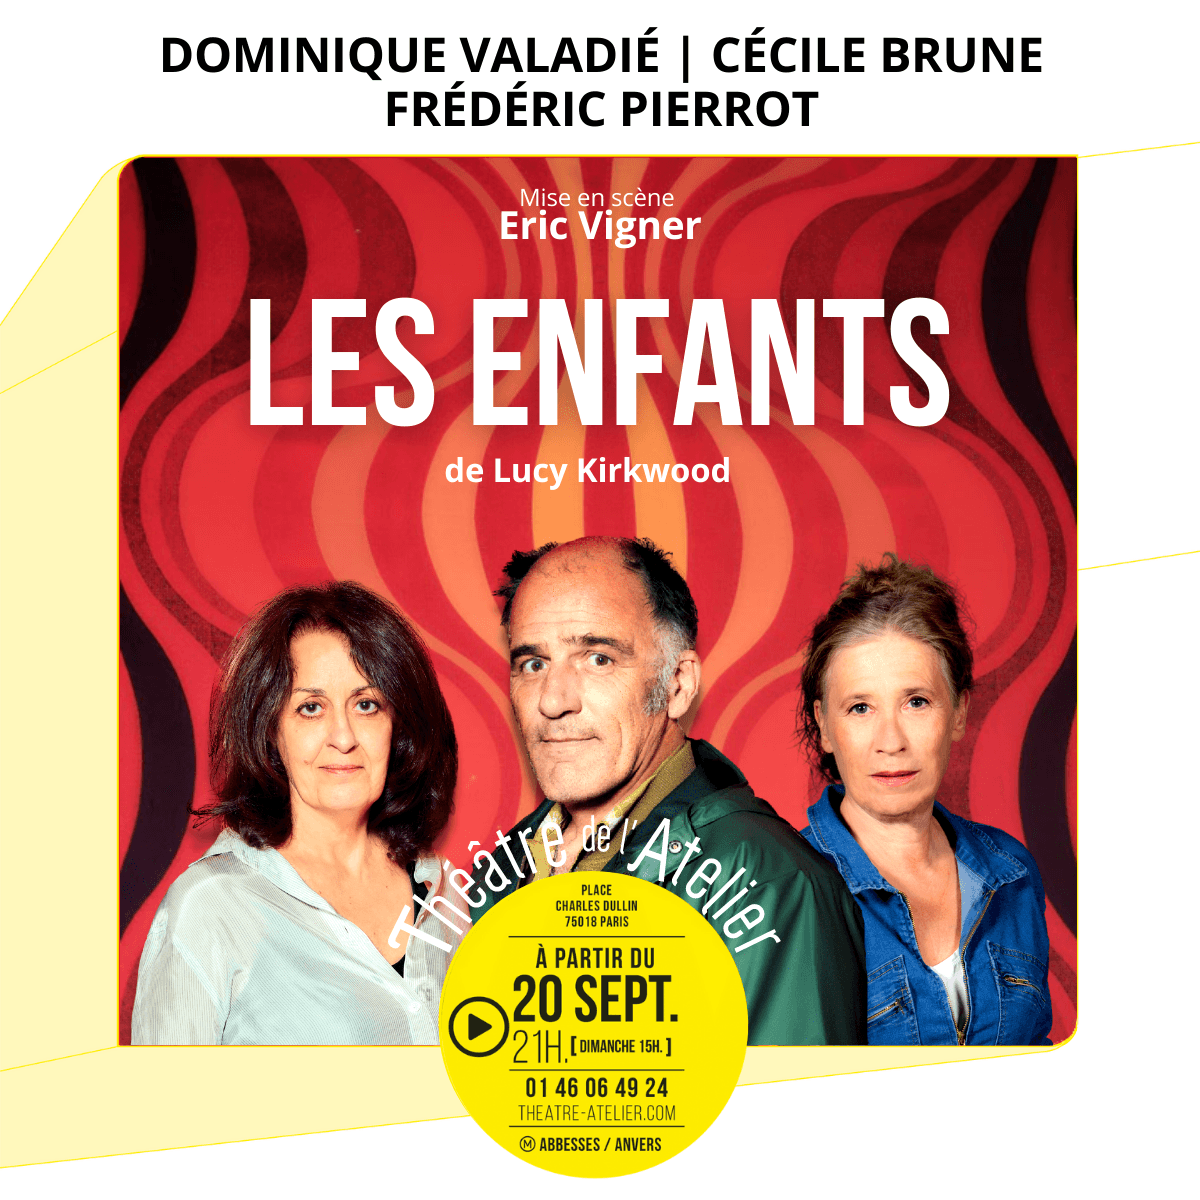 DOMINIQUE VALADIÉ | CÉCILE BRUNE
FRÉDÉRIC PIERROT
Mise en scène
Eric Vigner
LES ENFANTS
de Lucy Kirkwood
Théâtre de l'Atelier
PLACE
CHARLES DULLIN
75018 PARIS
À PARTIR DU
20 SEPT.
21H. [ DIMANCHE 15H. ]
01 46 06 49 24
THEATRE-ATELIER.COM
M ABBESSES / ANVERS